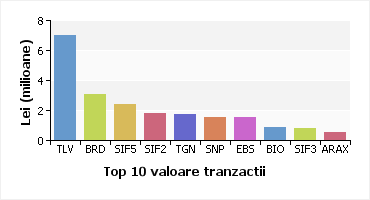 Lei (milioane)
8
6
4
2
0
TLV BRD SIF5 SIF2 TGN SNP EBS BIO SIF3 ARAX
Top 10 valoare tranzactii